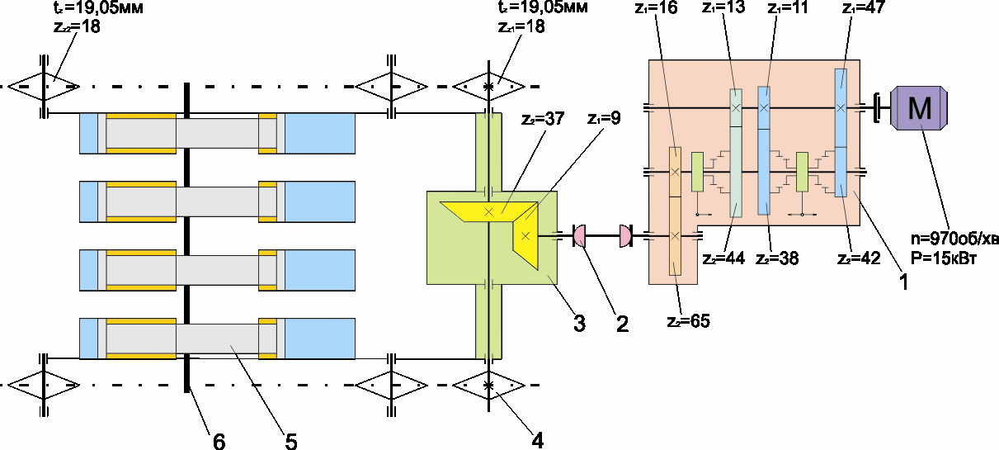 tz=19,05мм
zz2=18
tz=19,05мм
zz1=18
z1=16
z1=13
z1=11
z1=47
z2=37
z1=9
M
n=970об/хв
P=15кВт
z2=44
z2=38
z2=42
z2=65
1
2
3
4
5
6